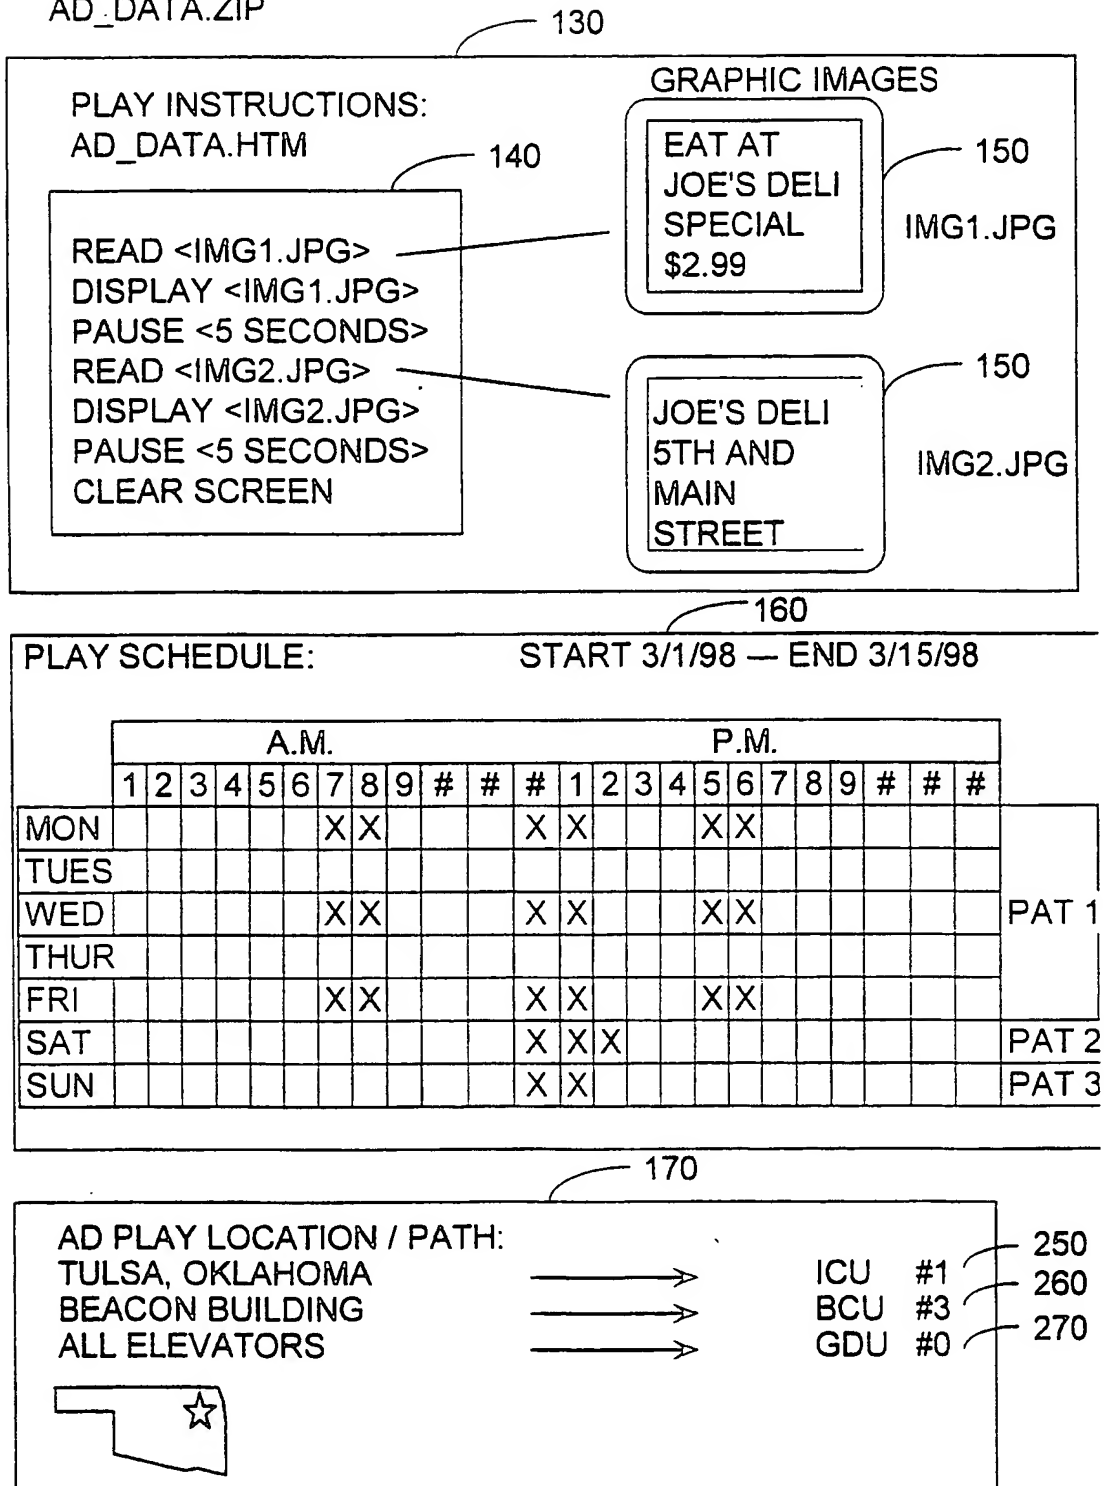 AD_DATA.ZIP
130
PLAY INSTRUCTIONS:
AD_DATA.HTM
140
READ <IMG1.JPG>
DISPLAY <IMG1.JPG>
PAUSE <5 SECONDS>
READ <IMG2.JPG>
DISPLAY <IMG2.JPG>
PAUSE <5 SECONDS>
CLEAR SCREEN
GRAPHIC IMAGES
EAT AT
JOE'S DELI
SPECIAL
$2.99
150
IMG1.JPG
JOE'S DELI
5TH AND
MAIN
STREET
150
IMG2.JPG
160
PLAY SCHEDULE: START 3/1/98 — END 3/15/98
A.M. P.M.
1 2 3 4 5 6 7 8 9 # # # 1 2 3 4 5 6 7 8 9 # # #
MON X X X X X X
TUES
WED X X X X X X PAT 1
THUR
FRI X X X X X X
SAT X X X PAT 2
SUN X X PAT 3
170
AD PLAY LOCATION / PATH:
TULSA, OKLAHOMA ICU #1 250
BEACON BUILDING BCU #3 260
ALL ELEVATORS GDU #0 270